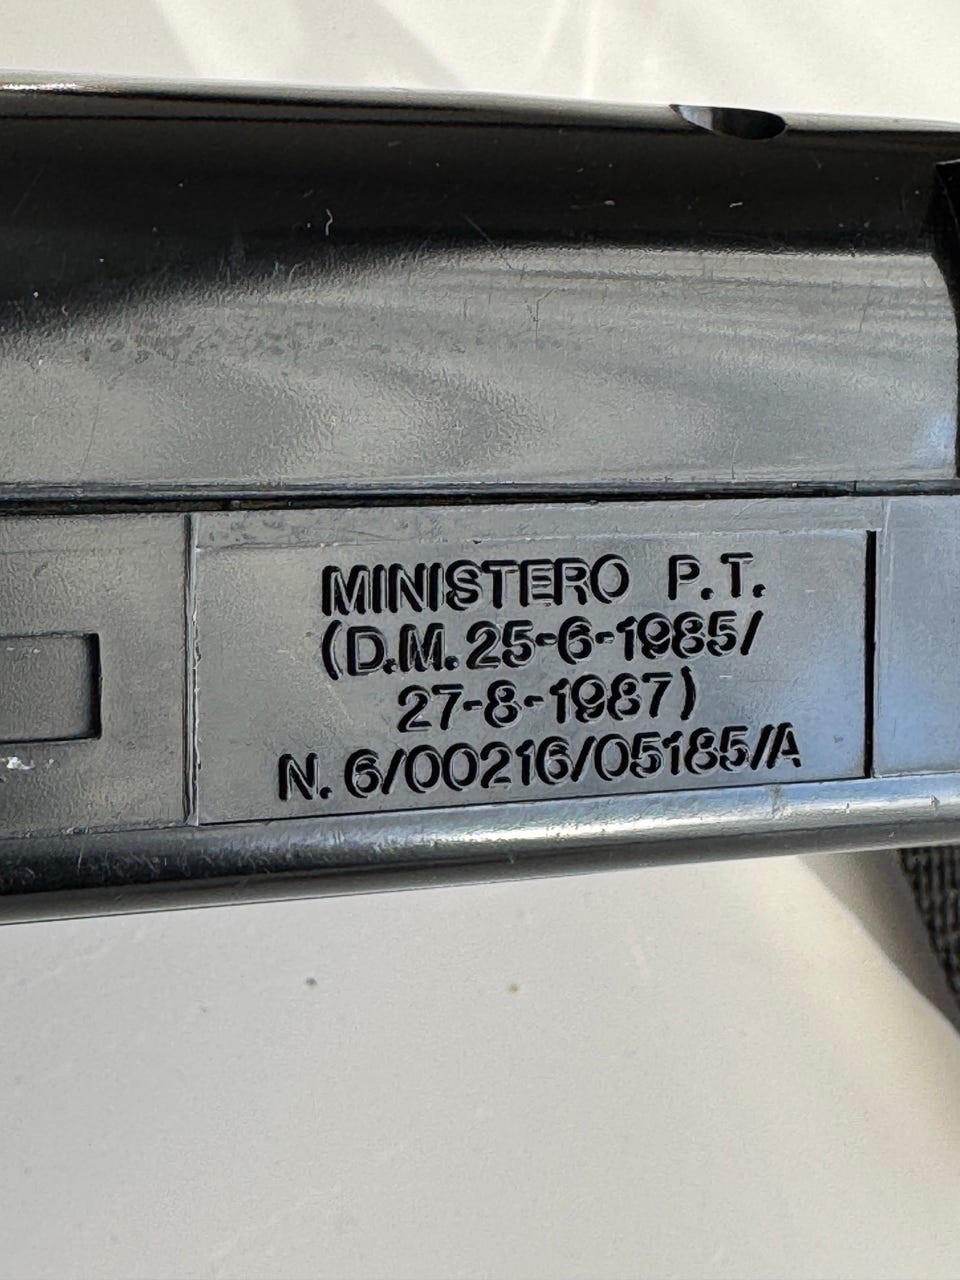 MINISTERO P.T.
(D.M. 25-6-1985/
27-8-1987)
N. 6/00216/05185/A